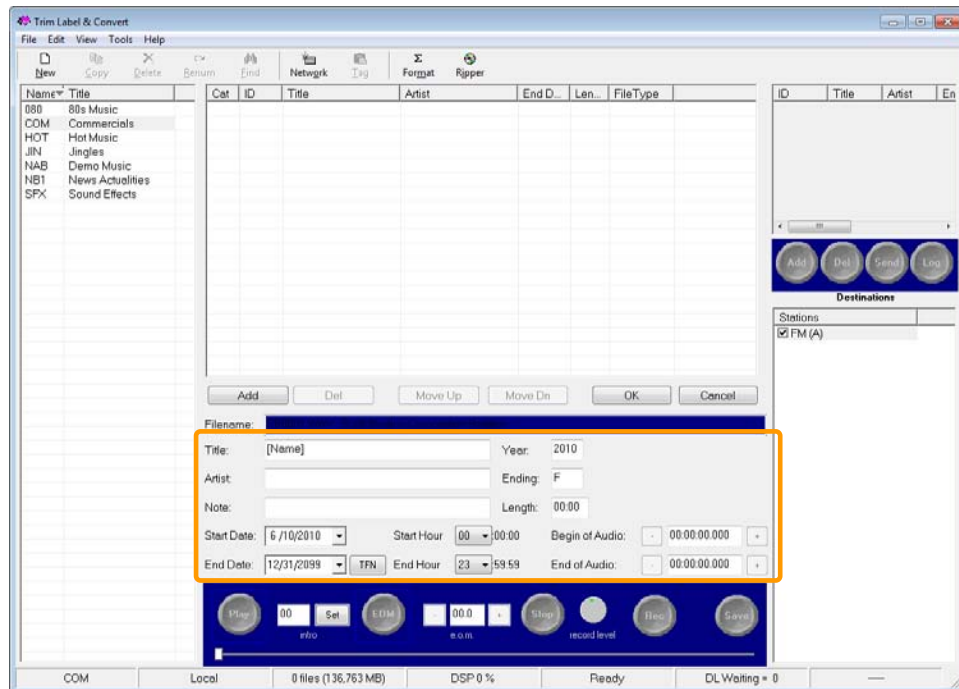 Trim Label & Convert
File Edit View Tools Help
New Copy Delete Renum Find Network Tag Format Ripper
Name Title
080 80s Music
COM Commercials
HOT Hot Music
JIN Jingles
NAB Demo Music
NB1 News Actualities
SFX Sound Effects
Cat ID Title Artist End D... Len... FileType
ID Title Artist En
Add Del Send Log
Destinations
Stations
FM (A)
Add Del Move Up Move Dn OK Cancel
Filename:
Title: [Name] Year: 2010
Artist: Ending: F
Note: Length: 00:00
Start Date: 6 /10/2010 Start Hour 00 :00:00 Begin of Audio: - 00:00:00.000 +
End Date: 12/31/2099 TFN End Hour 23 :59:59 End of Audio: - 00:00:00.000 +
Play 00 Set EOM - 00.0 + Stop Rec Save
intro e.o.m. record level
COM Local 0 files (136,763 MB) DSP 0 % Ready DL Waiting = 0 ----